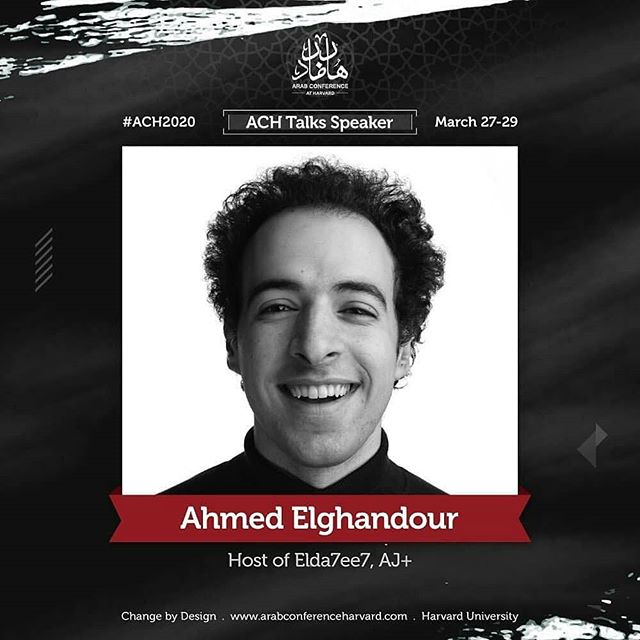 هارفارد
ARAB CONFERENCE
AT HARVARD
#ACH2020 ACH Talks Speaker March 27-29
Ahmed Elghandour
Host of Elda7ee7, AJ+
Change by Design . www.arabconferenceharvard.com . Harvard University